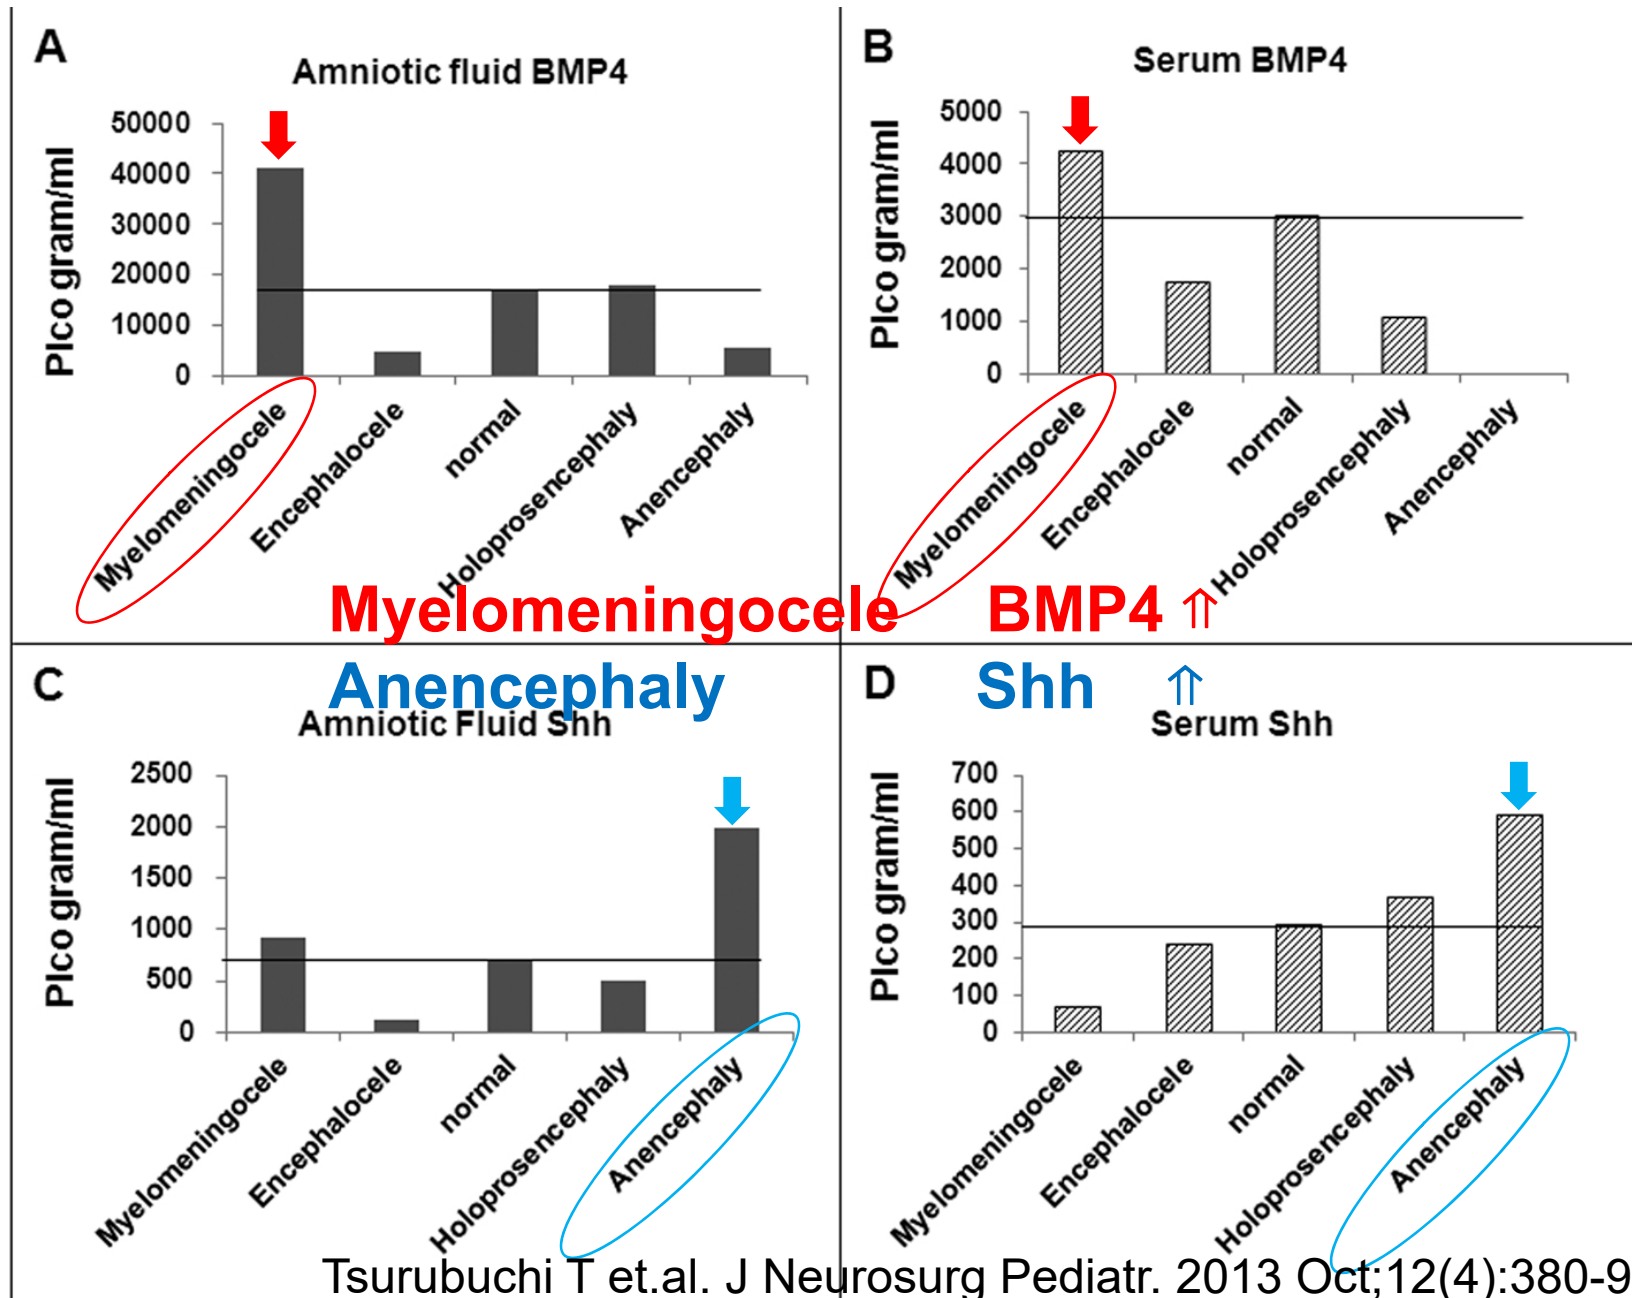 A
Amniotic fluid BMP4
PIco gram/ml
50000
40000
30000
20000
10000
0
Myelomeningocele
Encephalocele
normal
Holoprosencephaly
Anencephaly
B
Serum BMP4
PIco gram/ml
5000
4000
3000
2000
1000
0
Myelomeningocele
Encephalocele
normal
Holoprosencephaly
Anencephaly
Myelomeningocele BMP4 ⇑
Anencephaly Shh ⇑
C
Amniotic Fluid Shh
PIco gram/ml
2500
2000
1500
1000
500
0
Myelomeningocele
Encephalocele
normal
Holoprosencephaly
Anencephaly
D
Serum Shh
PIco gram/ml
700
600
500
400
300
200
100
0
Myelomeningocele
Encephalocele
normal
Holoprosencephaly
Anencephaly
Tsurubuchi T et.al. J Neurosurg Pediatr. 2013 Oct;12(4):380-9